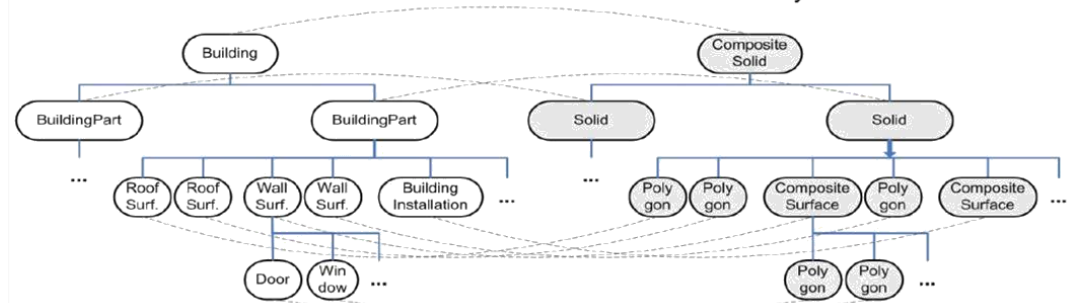 Building
Composite
Solid
BuildingPart
BuildingPart
Solid
Solid
...
Roof
Surf.
Roof
Surf.
Wall
Surf.
Wall
Surf.
Building
Installation
...
...
Poly
gon
Poly
gon
Composite
Surface
Poly
gon
Composite
Surface
...
Door
Win
dow
...
Poly
gon
Poly
gon
...